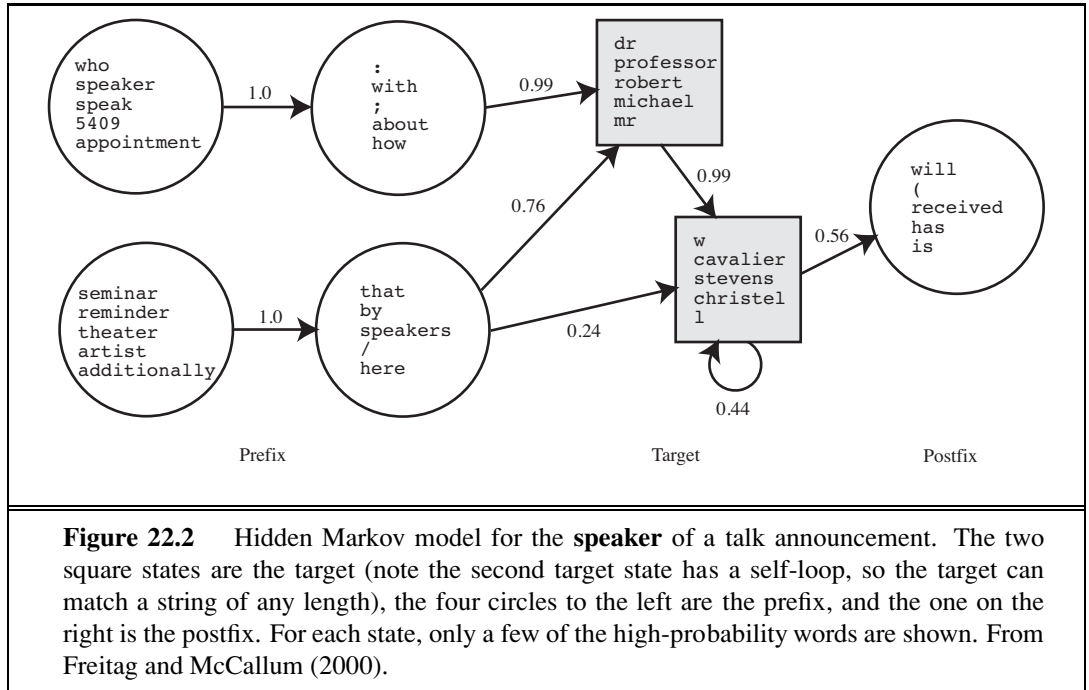 who
speaker
speak
5409
appointment
1.0
:
with
;
about
how
0.99
dr
professor
robert
michael
mr
0.99
0.76
seminar
reminder
theater
artist
additionally
1.0
that
by
speakers
/
here
0.24
w
cavalier
stevens
christel
l
0.44
0.56
will
(
received
has
is
Prefix
Target
Postfix
Figure 22.2 Hidden Markov model for the speaker of a talk announcement. The two
square states are the target (note the second target state has a self-loop, so the target can
match a string of any length), the four circles to the left are the prefix, and the one on the
right is the postfix. For each state, only a few of the high-probability words are shown. From
Freitag and McCallum (2000).